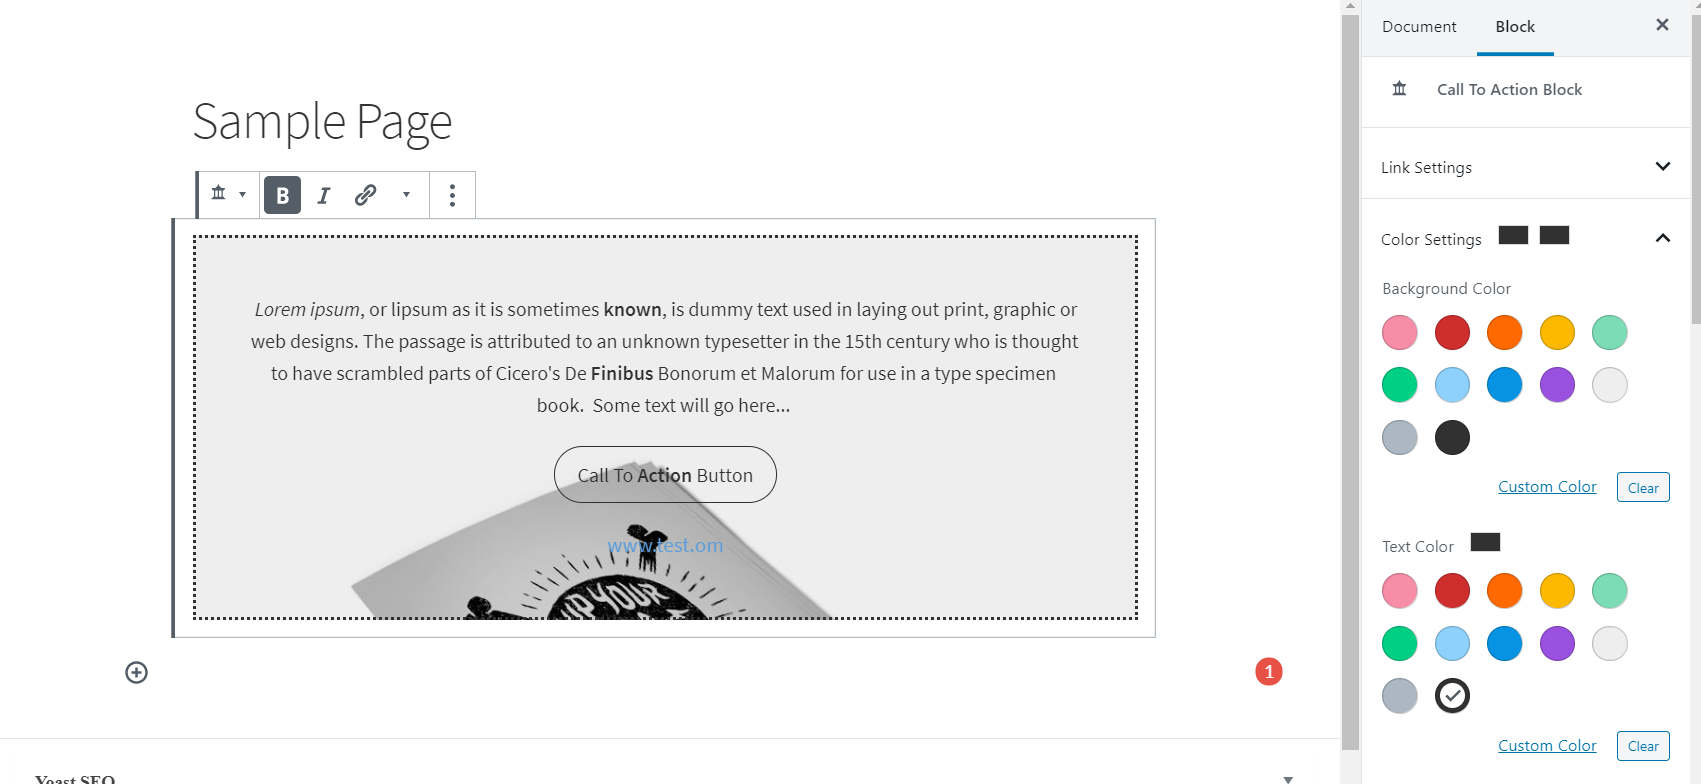 Document
Block
Call To Action Block
Sample Page
B I
Link Settings
Color Settings
Background Color
Lorem ipsum, or lipsum as it is sometimes known, is dummy text used in laying out print, graphic or
web designs. The passage is attributed to an unknown typesetter in the 15th century who is thought
to have scrambled parts of Cicero's De Finibus Bonorum et Malorum for use in a type specimen
book.  Some text will go here...
Call To Action Button
www.test.om
YOUR
1
Custom Color
Clear
Text Color
Custom Color
Clear
Yoast SEO